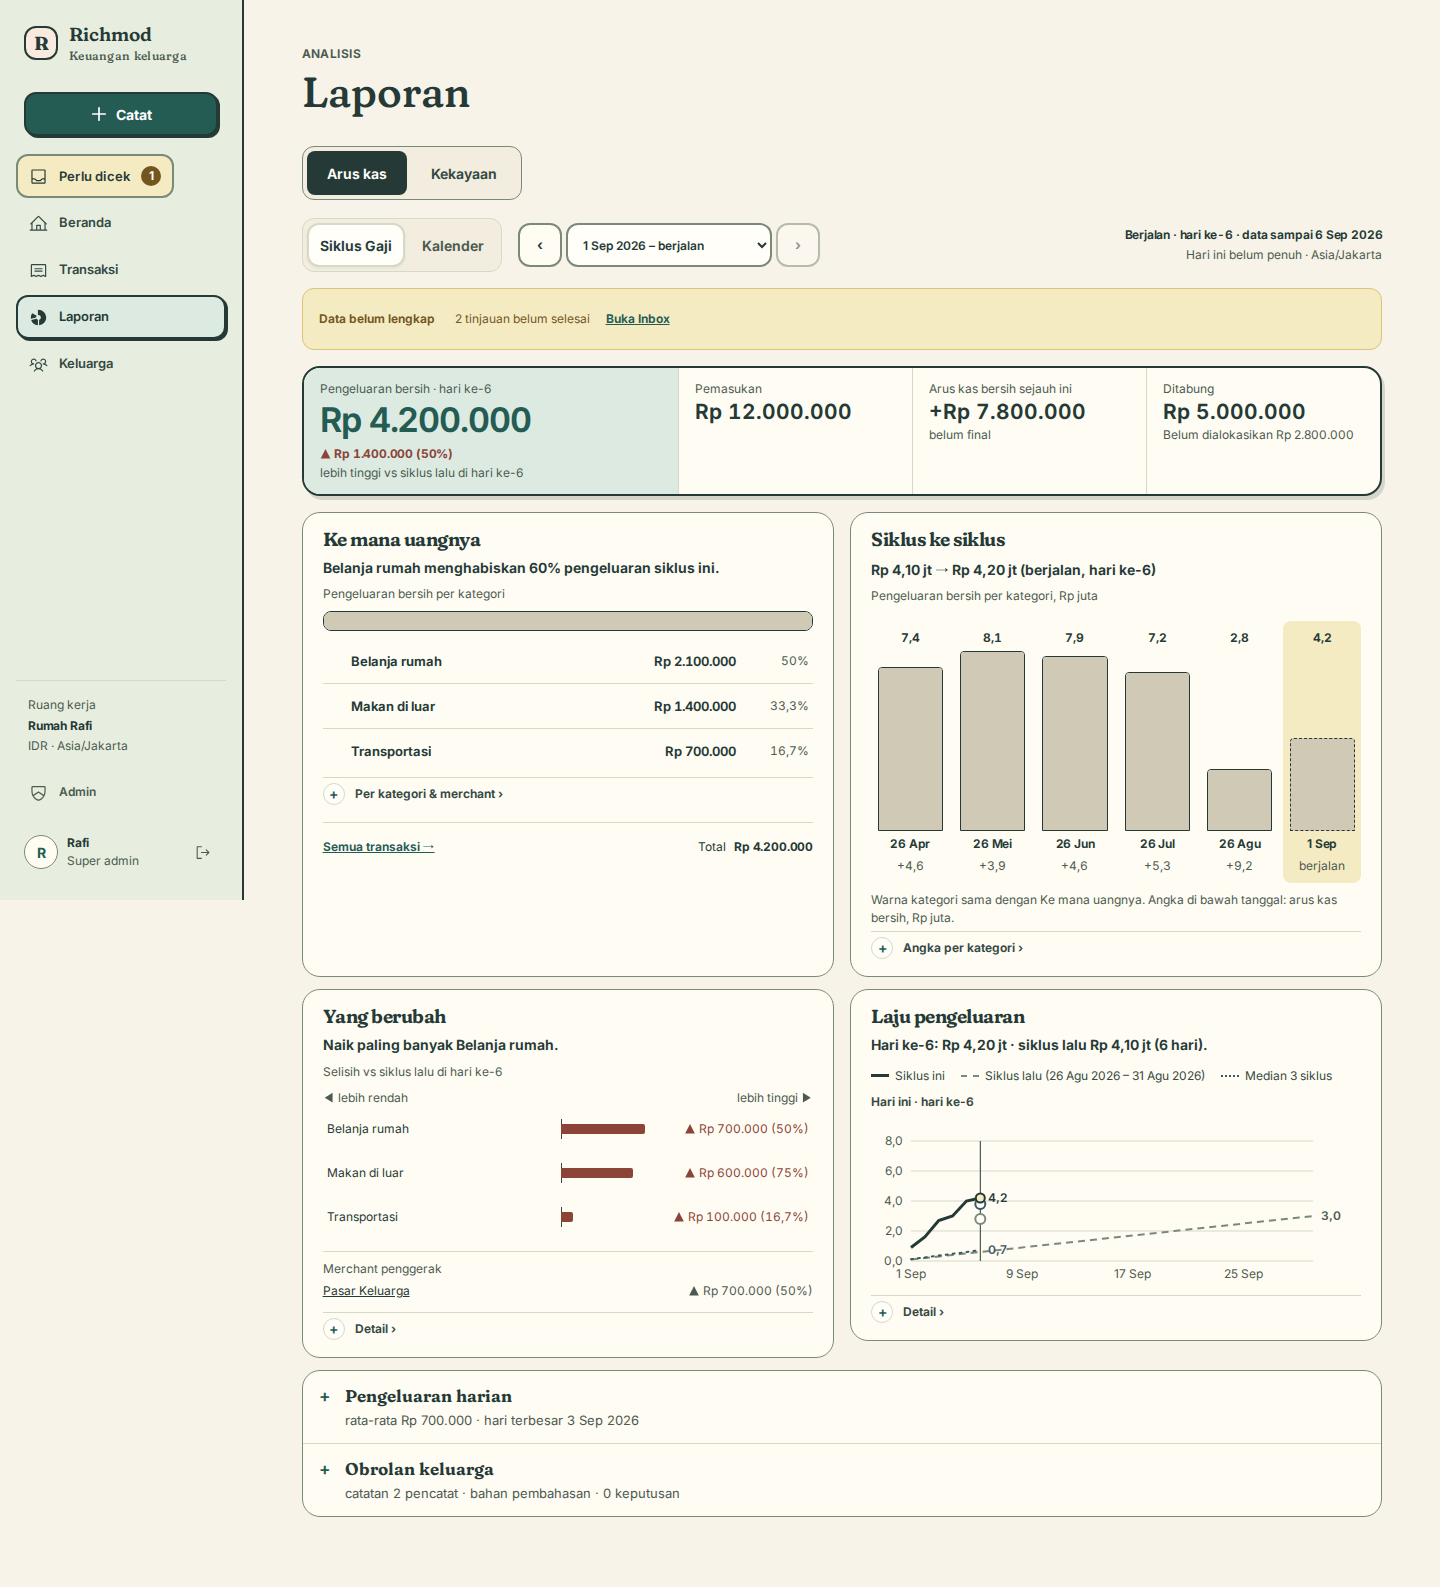 R
Richmod
Keuangan keluarga
+ Catat
Perlu dicek 1
Beranda
Transaksi
Laporan
Keluarga
Ruang kerja
Rumah Rafi
IDR · Asia/Jakarta
Admin
R
Rafi
Super admin
ANALISIS
Laporan
Arus kas
Kekayaan
Siklus Gaji
Kalender
‹
1 Sep 2026 – berjalan
›
Berjalan · hari ke-6 · data sampai 6 Sep 2026
Hari ini belum penuh · Asia/Jakarta
Data belum lengkap 2 tinjauan belum selesai Buka Inbox
Pengeluaran bersih · hari ke-6
Rp 4.200.000
▲ Rp 1.400.000 (50%)
lebih tinggi vs siklus lalu di hari ke-6
Pemasukan
Rp 12.000.000
Arus kas bersih sejauh ini
+Rp 7.800.000
belum final
Ditabung
Rp 5.000.000
Belum dialokasikan Rp 2.800.000
Ke mana uangnya
Belanja rumah menghabiskan 60% pengeluaran siklus ini.
Pengeluaran bersih per kategori
Belanja rumah Rp 2.100.000 50%
Makan di luar Rp 1.400.000 33,3%
Transportasi Rp 700.000 16,7%
+ Per kategori & merchant ›
Semua transaksi → Total Rp 4.200.000
Siklus ke siklus
Rp 4,10 jt → Rp 4,20 jt (berjalan, hari ke-6)
Pengeluaran bersih per kategori, Rp juta
7,4 8,1 7,9 7,2 2,8 4,2
26 Apr 26 Mei 26 Jun 26 Jul 26 Agu 1 Sep
+4,6 +3,9 +4,6 +5,3 +9,2 berjalan
Warna kategori sama dengan Ke mana uangnya. Angka di bawah tanggal: arus kas
bersih, Rp juta.
+ Angka per kategori ›
Yang berubah
Naik paling banyak Belanja rumah.
Selisih vs siklus lalu di hari ke-6
◀ lebih rendah lebih tinggi ▶
Belanja rumah ▲ Rp 700.000 (50%)
Makan di luar ▲ Rp 600.000 (75%)
Transportasi ▲ Rp 100.000 (16,7%)
Merchant penggerak
Pasar Keluarga ▲ Rp 700.000 (50%)
+ Detail ›
Laju pengeluaran
Hari ke-6: Rp 4,20 jt · siklus lalu Rp 4,10 jt (6 hari).
Siklus ini Siklus lalu (26 Agu 2026 – 31 Agu 2026) Median 3 siklus
Hari ini · hari ke-6
8,0
6,0
4,0
2,0
0,0
4,2
0,7
3,0
1 Sep 9 Sep 17 Sep 25 Sep
+ Detail ›
+ Pengeluaran harian
rata-rata Rp 700.000 · hari terbesar 3 Sep 2026
+ Obrolan keluarga
catatan 2 pencatat · bahan pembahasan · 0 keputusan